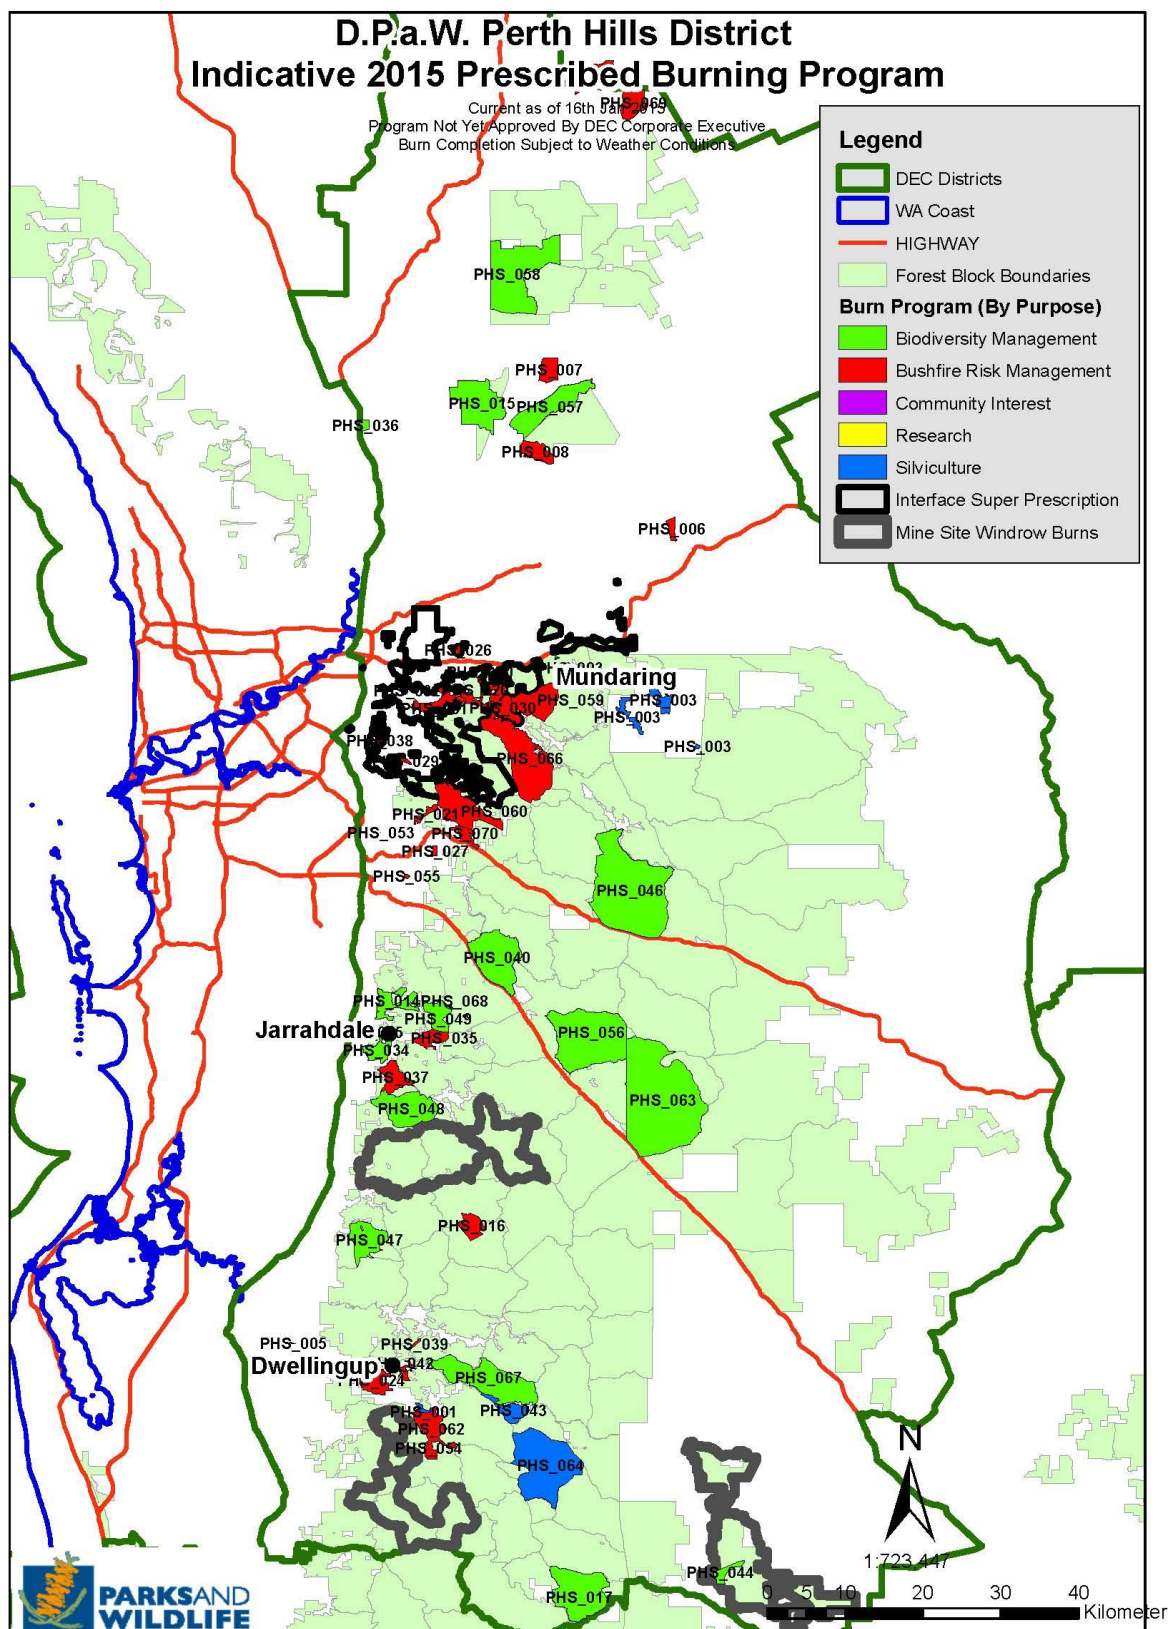 D.P.a.W. Perth Hills District
Indicative 2015 Prescribed Burning Program
Current as of 16th Jan 2015
PHS_069
Program Not Yet Approved By DEC Corporate Executive
Burn Completion Subject to Weather Conditions
Legend
DEC Districts
WA Coast
HIGHWAY
Forest Block Boundaries
Burn Program (By Purpose)
Biodiversity Management
Bushfire Risk Management
Community Interest
Research
Silviculture
Interface Super Prescription
Mine Site Windrow Burns
PHS_058
PHS_007
PHS_015
PHS_057
PHS_036
PHS_008
PHS_006
PHS_026
Mundaring
PHS_059
PHS_003
PHS_030
PHS_003
PHS_038
PHS_003
PHS_066
029
PHS_021
PHS_060
PHS_053
PHS_070
PHS_027
PHS_055
PHS_046
PHS_040
PHS_014
PHS_068
PHS_049
Jarrahdale
PHS_035
PHS_056
PHS_034
PHS_037
PHS_063
PHS_048
PHS_016
PHS_047
PHS_005
PHS_039
Dwellingup
042
PHS_067
PHS_024
PHS_001
PHS_043
PHS_062
PHS_054
PHS_064
N
1:723,447
PHS_044
PHS_017
0 5 10 20 30 40
Kilometer
PARKS AND
WILDLIFE